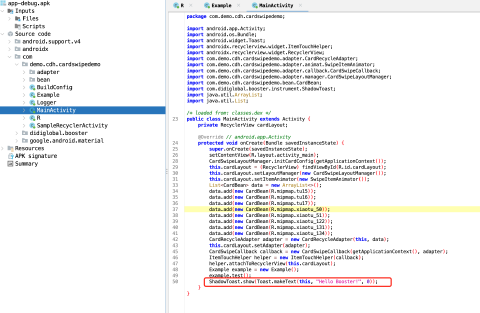 app-debug.apk
Inputs
Files
Scripts
Source code
android.support.v4
androidx
com
demo.cdh.cardswipedemo
adapter
bean
BuildConfig
Example
Logger
MainActivity
R
SampleRecyclerActivity
didiglobal.booster
google.android.material
Resources
APK signature
Summary
R
Example
MainActivity
package com.demo.cdh.cardswipedemo;
import android.app.Activity;
import android.os.Bundle;
import android.widget.Toast;
import androidx.recyclerview.widget.ItemTouchHelper;
import androidx.recyclerview.widget.RecyclerView;
import com.demo.cdh.cardswipedemo.adapter.CardRecycleAdapter;
import com.demo.cdh.cardswipedemo.adapter.animat.SwipeItemAnimator;
import com.demo.cdh.cardswipedemo.adapter.callback.CardSwipeCallback;
import com.demo.cdh.cardswipedemo.adapter.manager.CardSwipeLayoutManager;
import com.demo.cdh.cardswipedemo.bean.CardBean;
import com.didiglobal.booster.instrument.ShadowToast;
import java.util.ArrayList;
import java.util.List;
/* loaded from: classes.dex */
23 public class MainActivity extends Activity {
private RecyclerView cardLayout;
@Override // android.app.Activity
24 protected void onCreate(Bundle savedInstanceState) {
25 super.onCreate(savedInstanceState);
26 setContentView(R.layout.activity_main);
28 CardSwipeLayoutManager.initCardConfig(getApplicationContext());
this.cardLayout = (RecyclerView) findViewById(R.id.card_layout);
this.cardLayout.setLayoutManager(new CardSwipeLayoutManager());
this.cardLayout.setItemAnimator(new SwipeItemAnimator());
List<CardBean> data = new ArrayList<>();
data.add(new CardBean(R.mipmap.tu15));
data.add(new CardBean(R.mipmap.tu16));
data.add(new CardBean(R.mipmap.tu17));
37 data.add(new CardBean(R.mipmap.xiaotu_50));
data.add(new CardBean(R.mipmap.xiaotu_51));
data.add(new CardBean(R.mipmap.xiaotu_122));
data.add(new CardBean(R.mipmap.xiaotu_131));
data.add(new CardBean(R.mipmap.xiaotu_134));
42 CardRecycleAdapter adapter = new CardRecycleAdapter(this, data);
this.cardLayout.setAdapter(adapter);
CardSwipeCallback callback = new CardSwipeCallback(getApplicationContext(), adapter);
ItemTouchHelper helper = new ItemTouchHelper(callback);
helper.attachToRecyclerView(this.cardLayout);
Example example = new Example();
example.test();
50 ShadowToast.show(Toast.makeText(this, "Hello Booster!", 0));
}
}